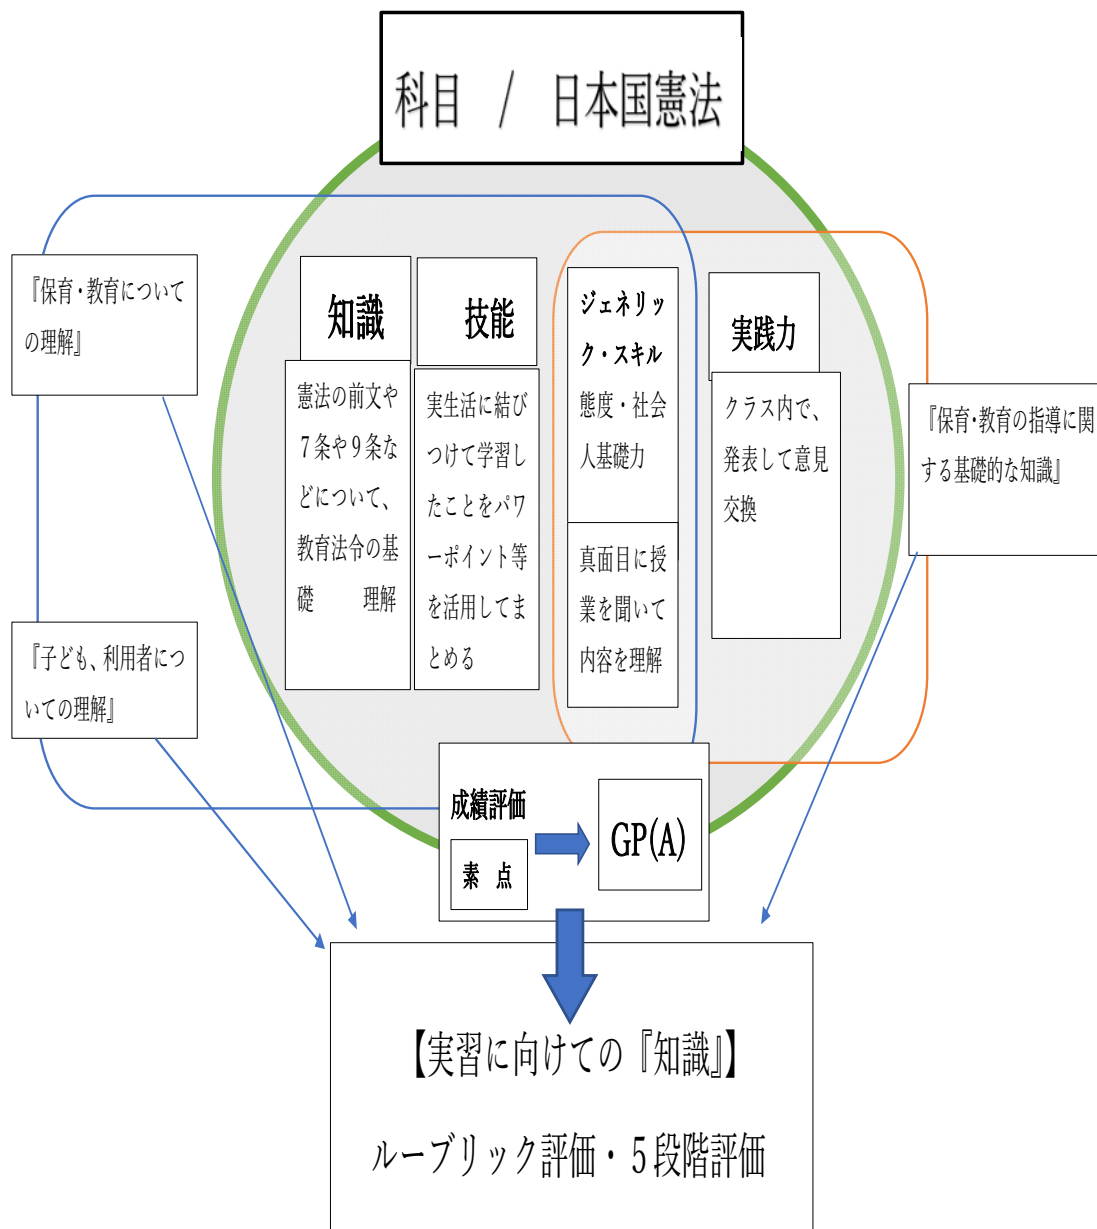 科目 / 日本国憲法
『保育・教育について
の理解』
『子ども、利用者につ
いての理解』
知識
憲法の前文や
７条や９条な
どについて、
教育法令の基
礎 理解
技能
実生活に結び
つけて学習し
たことをパワ
ーポイント等
を活用してま
とめる
ジェネリッ
ク・スキル
態度・社会
人基礎力
真面目に授
業を聞いて
内容を理解
実践力
クラス内で、
発表して意見
交換
『保育・教育の指導に関
する基礎的な知識』
成績評価
素 点
GP(A)
【実習に向けての『知識』】
ルーブリック評価・５段階評価